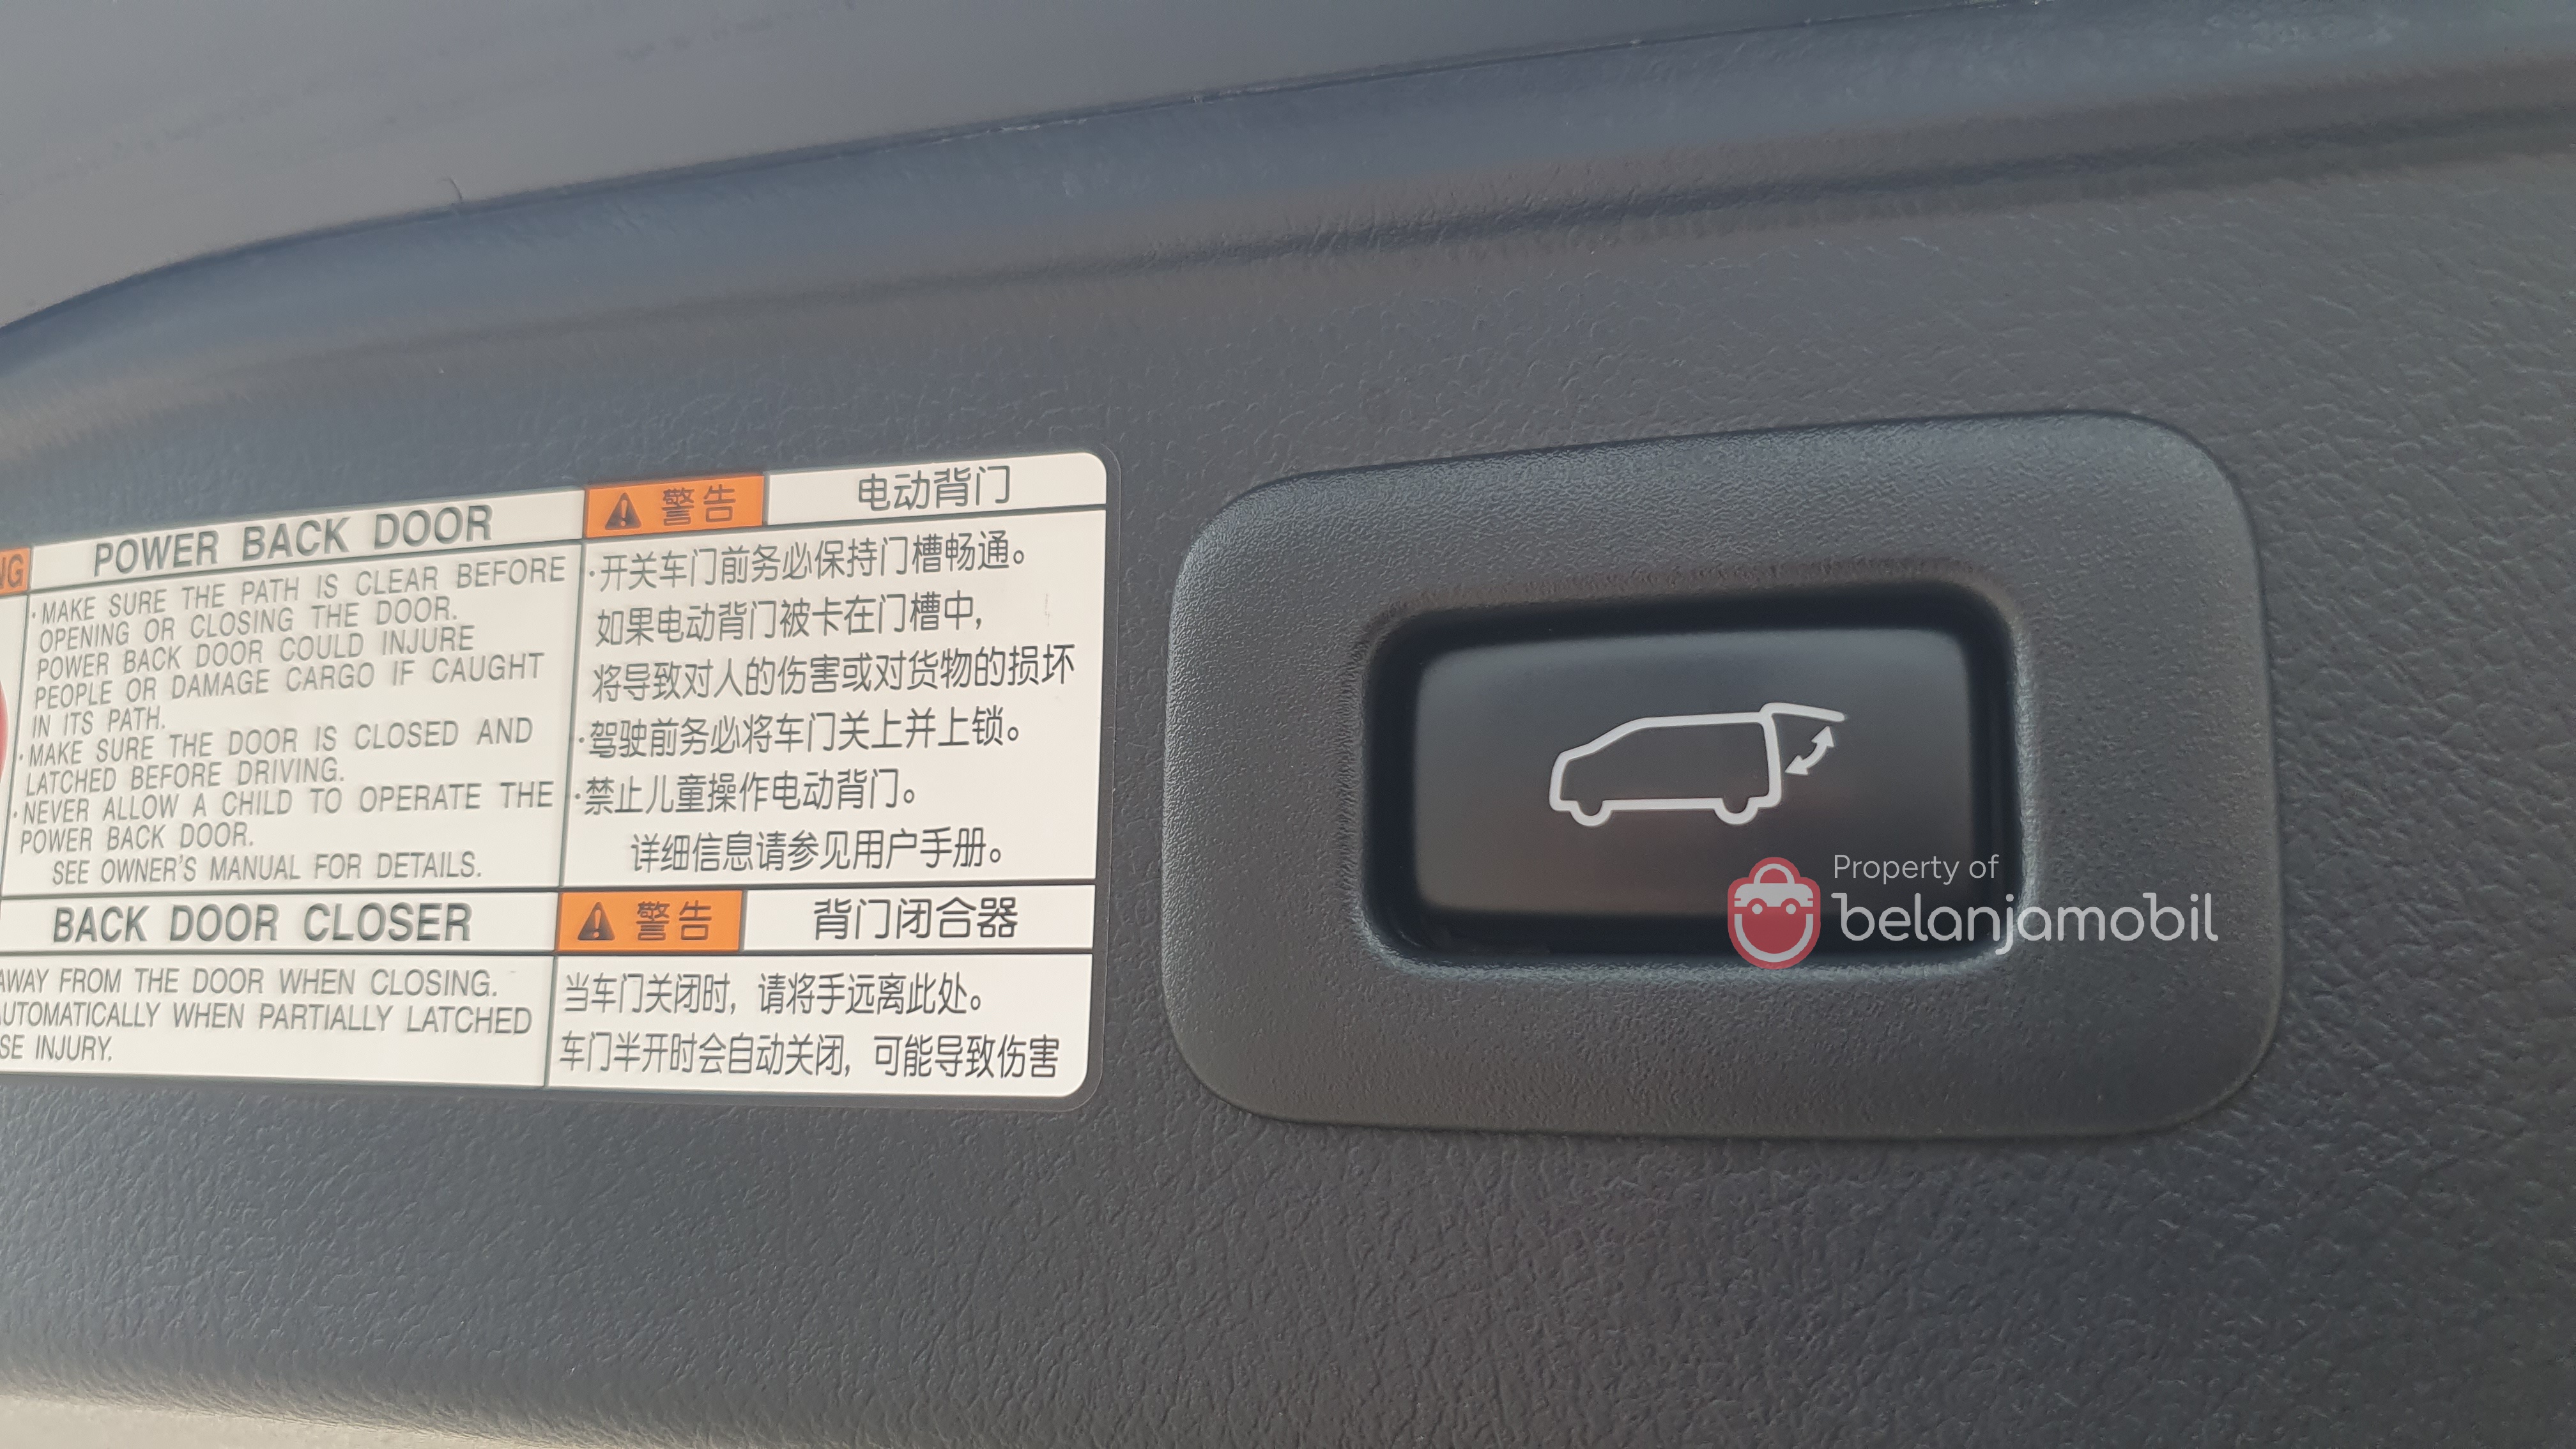 POWER BACK DOOR
· MAKE SURE THE PATH IS CLEAR BEFORE
OPENING OR CLOSING THE DOOR.
POWER BACK DOOR COULD INJURE
PEOPLE OR DAMAGE CARGO IF CAUGHT
IN ITS PATH.
· MAKE SURE THE DOOR IS CLOSED AND
LATCHED BEFORE DRIVING.
· NEVER ALLOW A CHILD TO OPERATE THE
POWER BACK DOOR.
SEE OWNER'S MANUAL FOR DETAILS.
BACK DOOR CLOSER
AWAY FROM THE DOOR WHEN CLOSING.
AUTOMATICALLY WHEN PARTIALLY LATCHED
INJURY.
警告 电动背门
·开关车门前务必保持门槽畅通。
如果电动背门被卡在门槽中,
将导致对人的伤害或对货物的损坏
·驾驶前务必将车门关上并上锁。
·禁止儿童操作电动背门。
详细信息请参见用户手册。
警告 背门闭合器
当车门关闭时, 请将手远离此处。
车门半开时会自动关闭, 可能导致伤害
Property of
belanjamobil